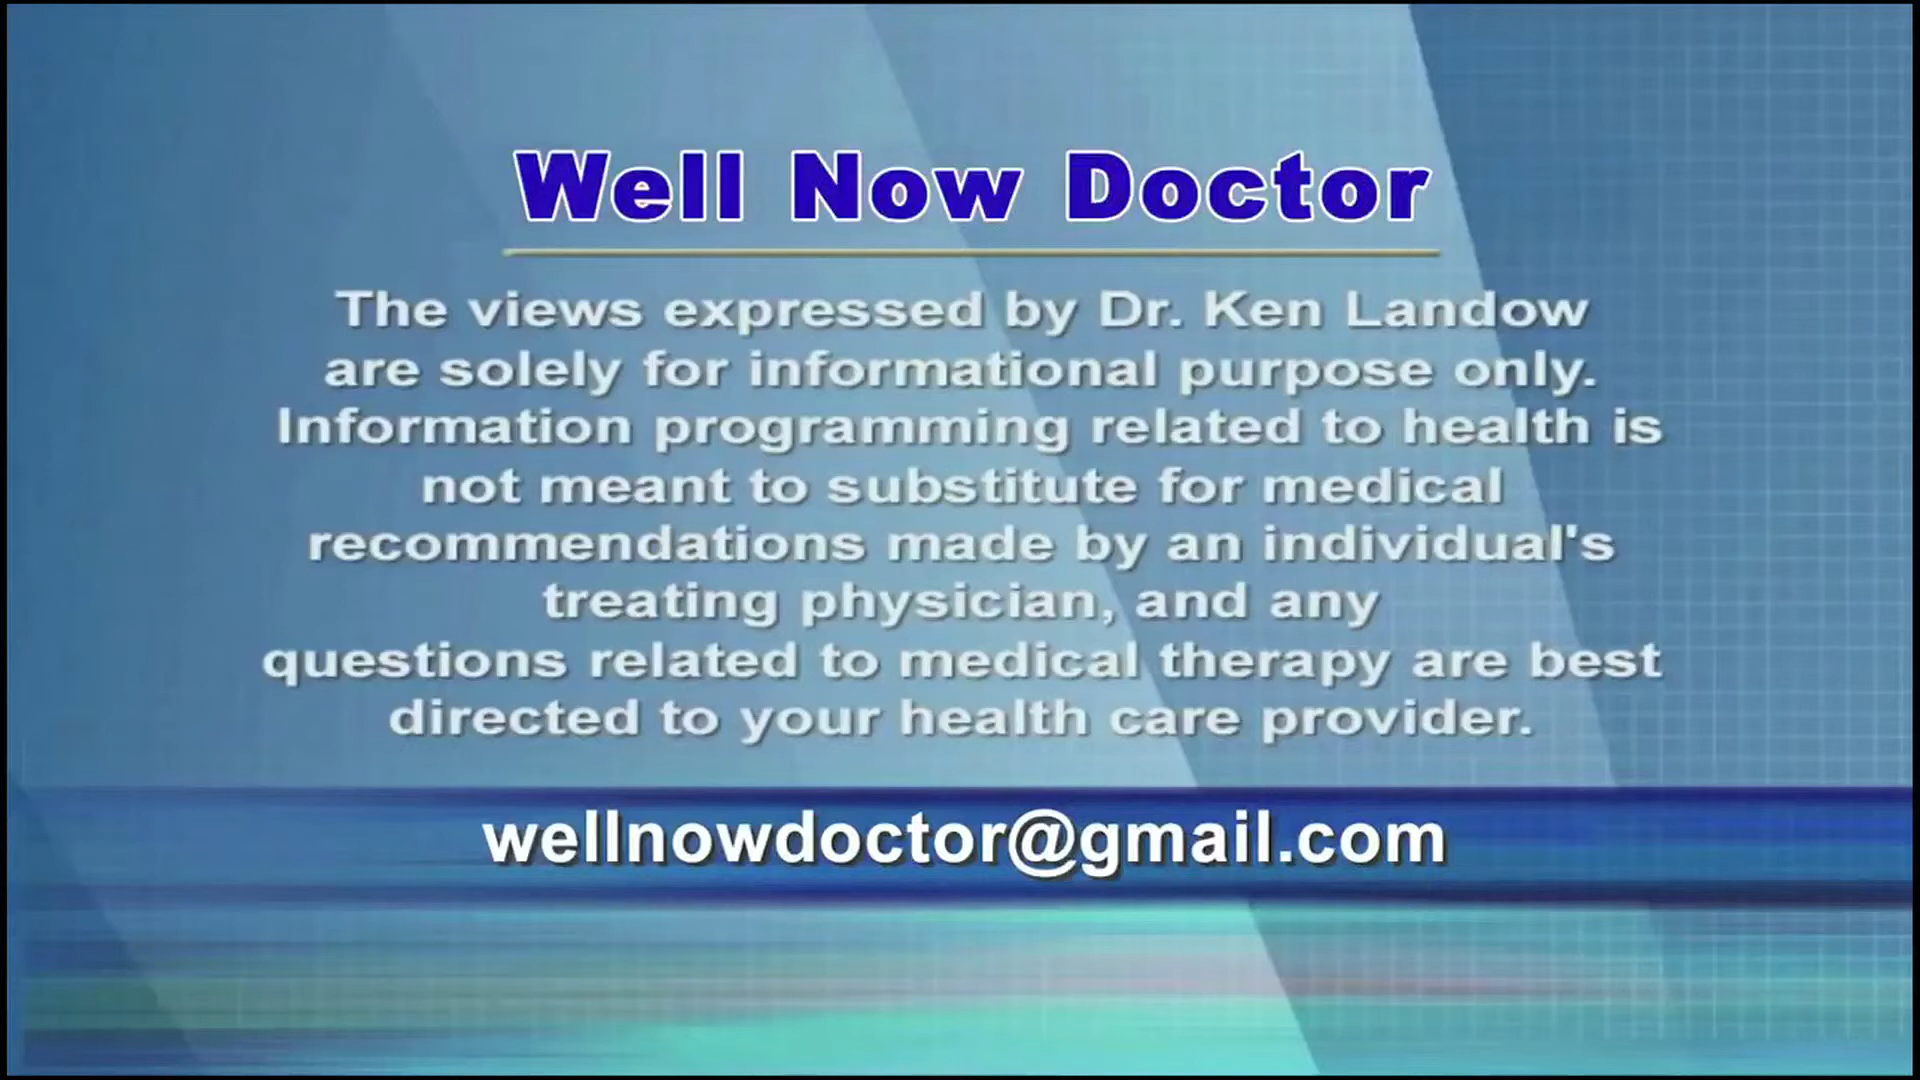 Well Now Doctor
The views expressed by Dr. Ken Landow
are solely for informational purpose only.
Information programming related to health is
not meant to substitute for medical
recommendations made by an individual's
treating physician, and any
questions related to medical therapy are best
directed to your health care provider.
wellnowdoctor@gmail.com